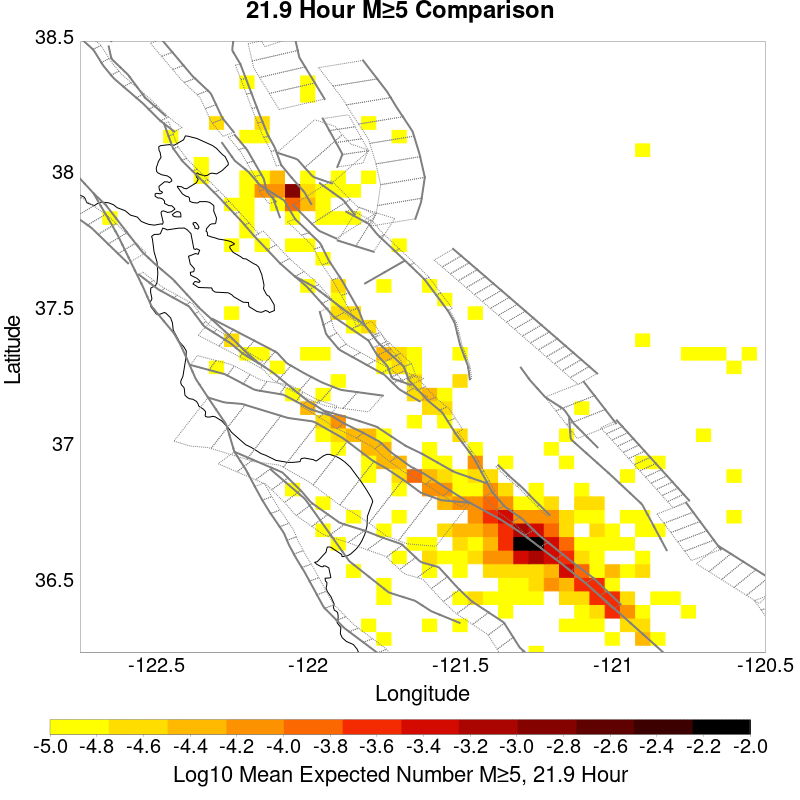 21.9 Hour M≥5 Comparison
38.5
38
37.5
37
36.5
Latitude
-122.5 -122 -121.5 -121 -120.5
Longitude
-5.0 -4.8 -4.6 -4.4 -4.2 -4.0 -3.8 -3.6 -3.4 -3.2 -3.0 -2.8 -2.6 -2.4 -2.2 -2.0
Log10 Mean Expected Number M≥5, 21.9 Hour